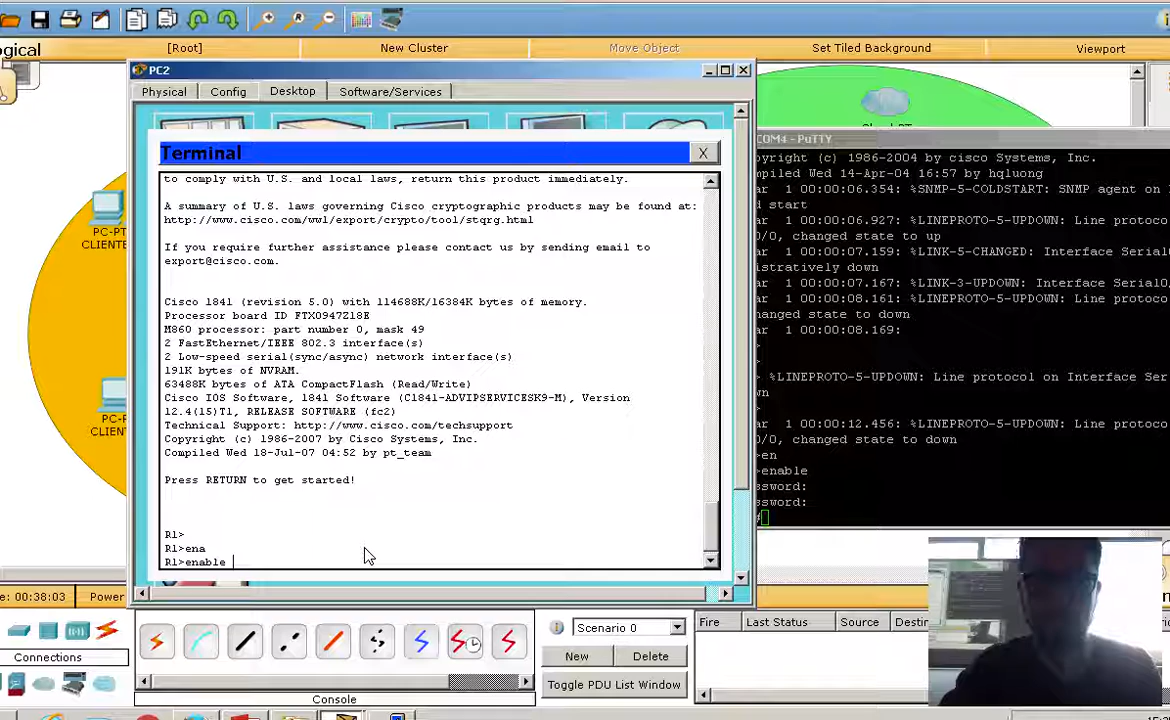 ogical
[Root]
New Cluster
Move Object
Set Tiled Background
Viewport
PC2
Physical
Config
Desktop
Software/Services
Terminal
X
to comply with U.S. and local laws, return this product immediately.
A summary of U.S. laws governing Cisco cryptographic products may be found at:
http://www.cisco.com/wwl/export/crypto/tool/stqrg.html
If you require further assistance please contact us by sending email to
export@cisco.com.
Cisco 1841 (revision 5.0) with 114688K/16384K bytes of memory.
Processor board ID FTX0947Z18E
M860 processor: part number 0, mask 49
2 FastEthernet/IEEE 802.3 interface(s)
2 Low-speed serial(sync/async) network interface(s)
191K bytes of NVRAM.
63488K bytes of ATA CompactFlash (Read/Write)
Cisco IOS Software, 1841 Software (C1841-ADVIPSERVICESK9-M), Version
12.4(15)T1, RELEASE SOFTWARE (fc2)
Technical Support: http://www.cisco.com/techsupport
Copyright (c) 1986-2007 by Cisco Systems, Inc.
Compiled Wed 18-Jul-07 04:52 by pt_team
Press RETURN to get started!
R1>
R1>ena
R1>enable
PC-PT
CLIENTE
PC-P
CLIENT
COM4 - PuTTY
opyright (c) 1986-2004 by cisco Systems, Inc.
mpiled Wed 14-Apr-04 16:57 by hqluong
ar  1 00:00:06.354: %SNMP-5-COLDSTART: SNMP agent on
d start
ar  1 00:00:06.927: %LINEPROTO-5-UPDOWN: Line protoco
0/0, changed state to up
ar  1 00:00:07.159: %LINK-5-CHANGED: Interface Serial0
istratively down
ar  1 00:00:07.167: %LINK-3-UPDOWN: Interface Serial0
ar  1 00:00:08.161: %LINEPROTO-5-UPDOWN: Line protoco
hanged state to down
ar  1 00:00:08.169:
>
> %LINEPROTO-5-UPDOWN: Line protocol on Interface Ser
wn
ar  1 00:00:12.456: %LINEPROTO-5-UPDOWN: Line protoco
0/0, changed state to down
>en
>enable
ssword:
ssword:
#
e: 00:38:03
Power
Connections
Console
Scenario 0
New
Delete
Toggle PDU List Window
Fire
Last Status
Source
Destin